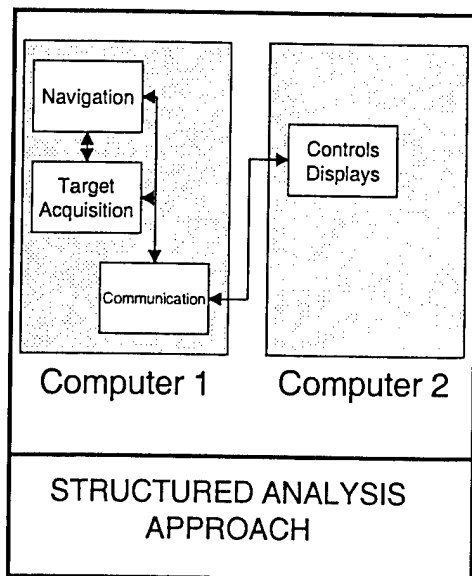 Navigation
Target
Acquisition
Communication
Controls
Displays
Computer 1
Computer 2
STRUCTURED ANALYSIS
APPROACH